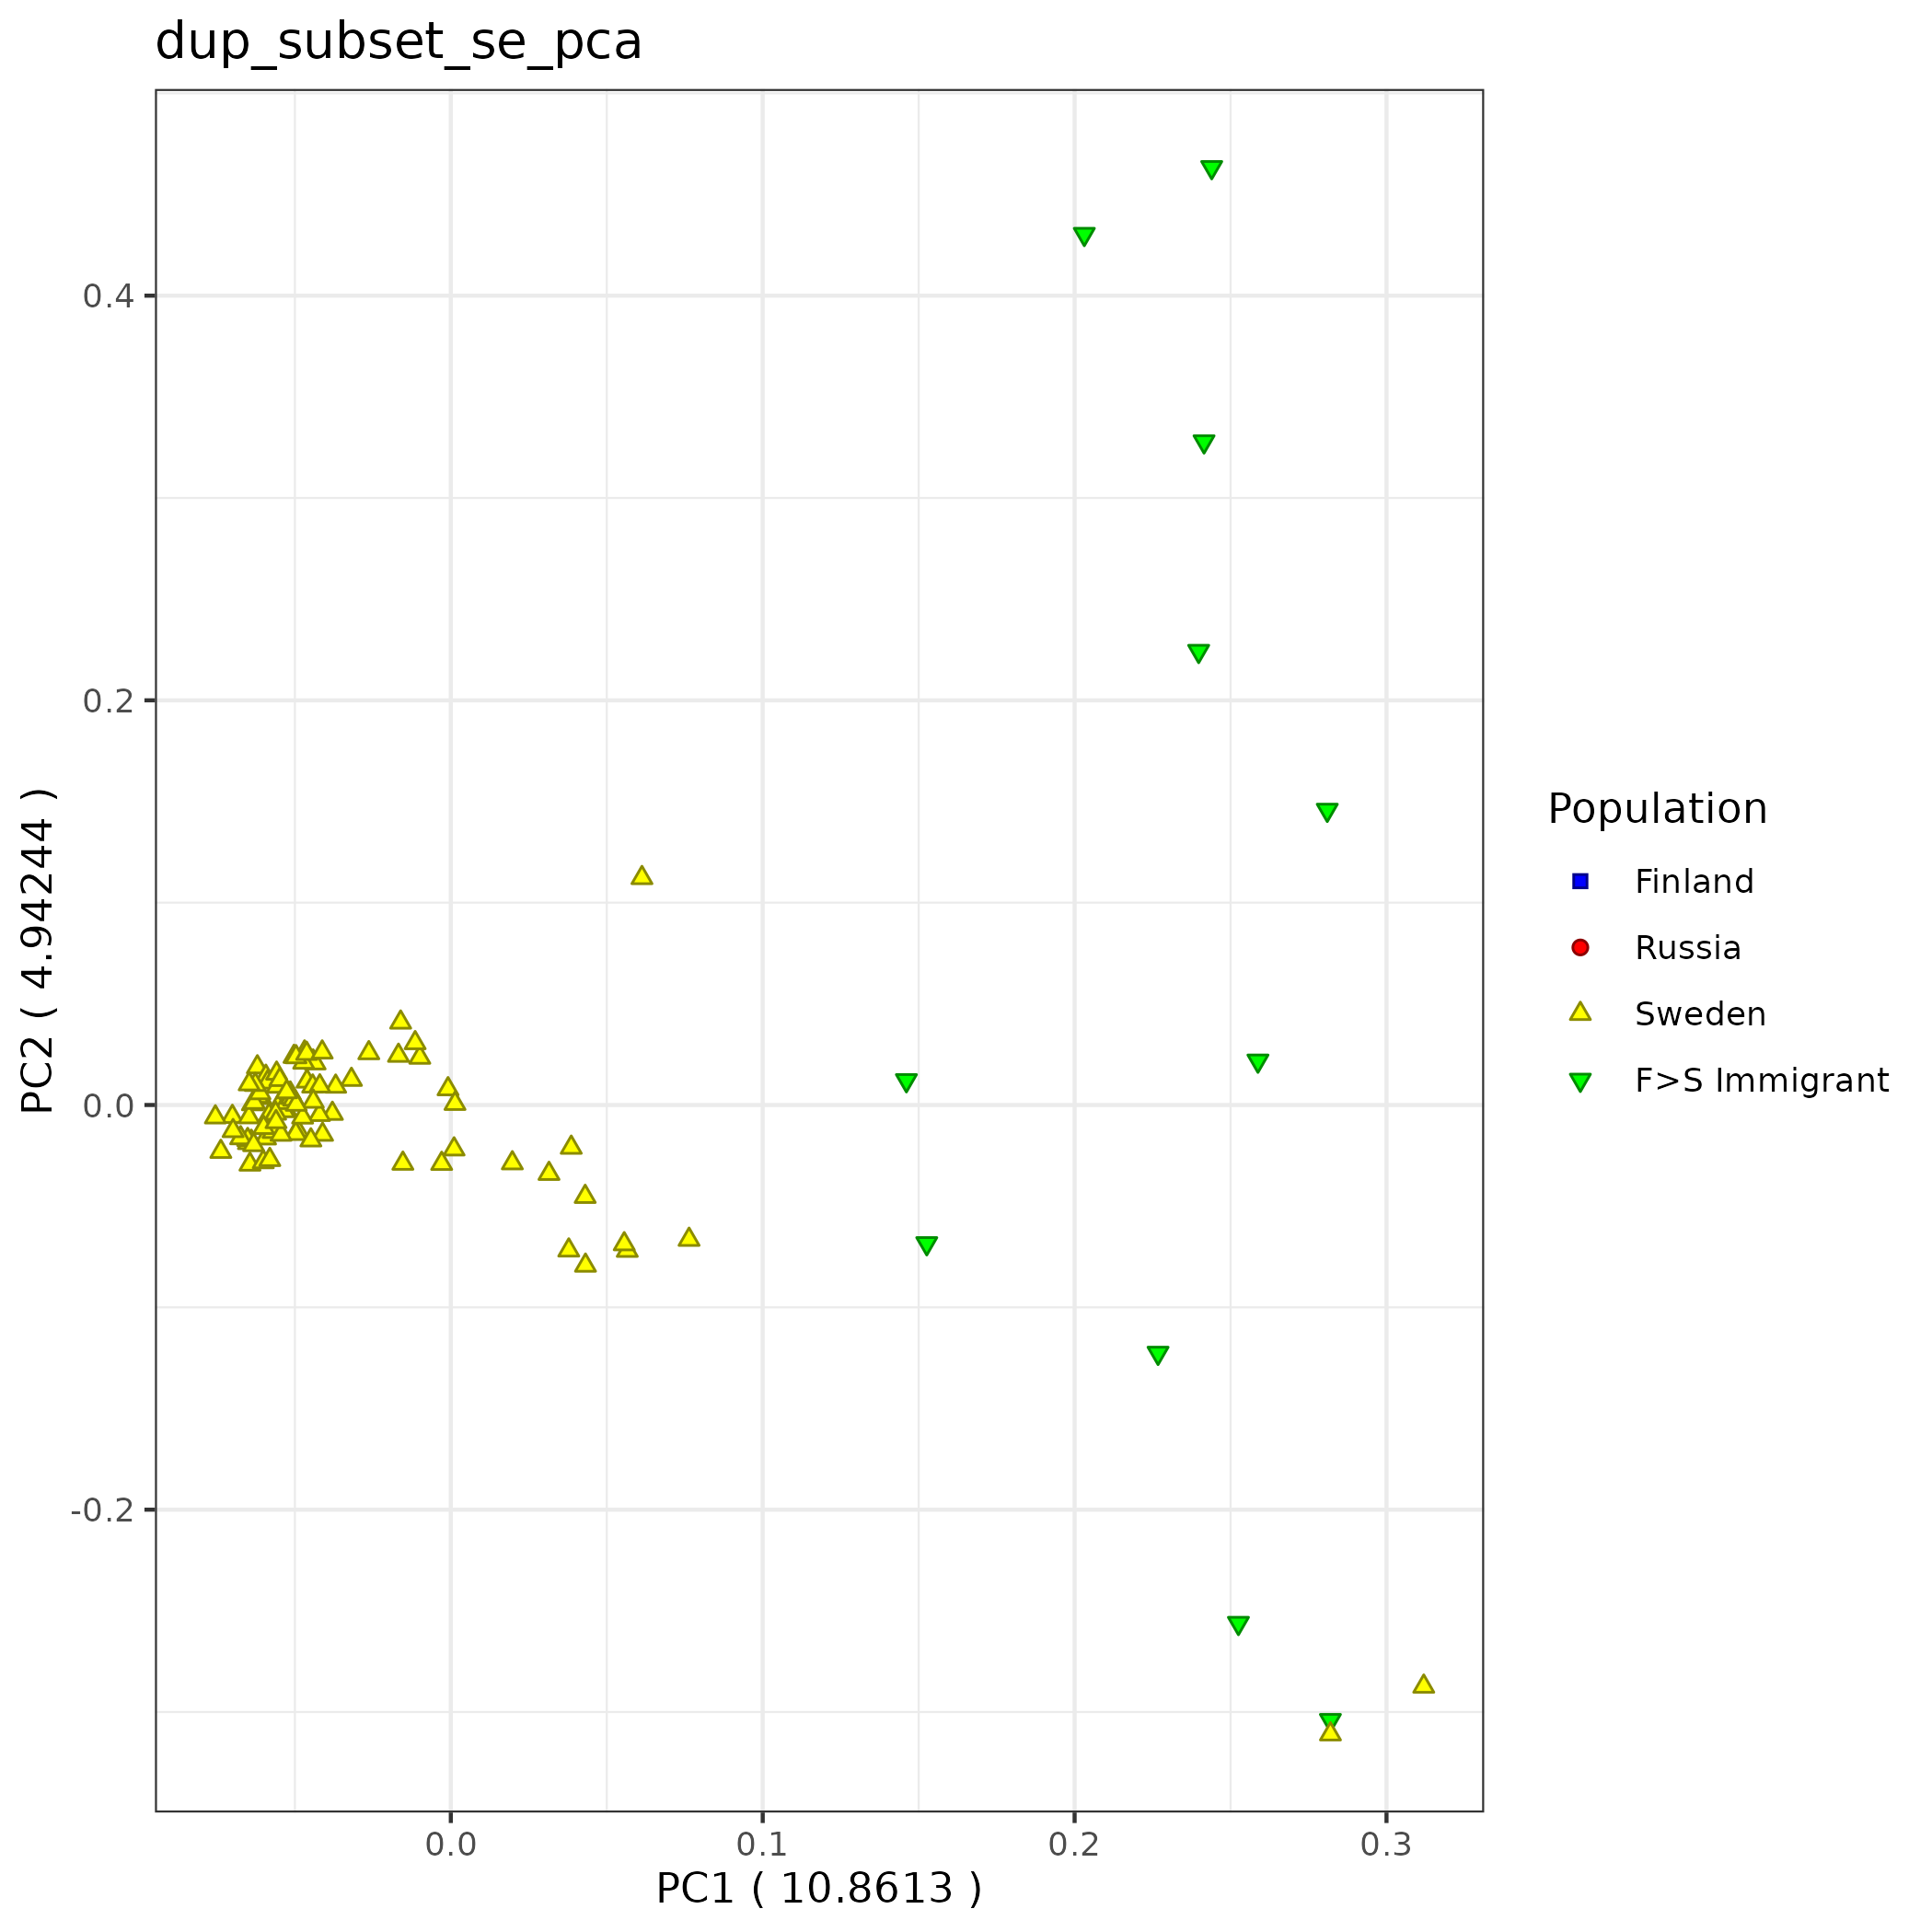 dup_subset_se_pca
PC2 ( 4.94244 )
0.4
0.2
0.0
-0.2
0.0
0.1
0.2
0.3
PC1 ( 10.8613 )
Population
Finland
Russia
Sweden
F>S Immigrant